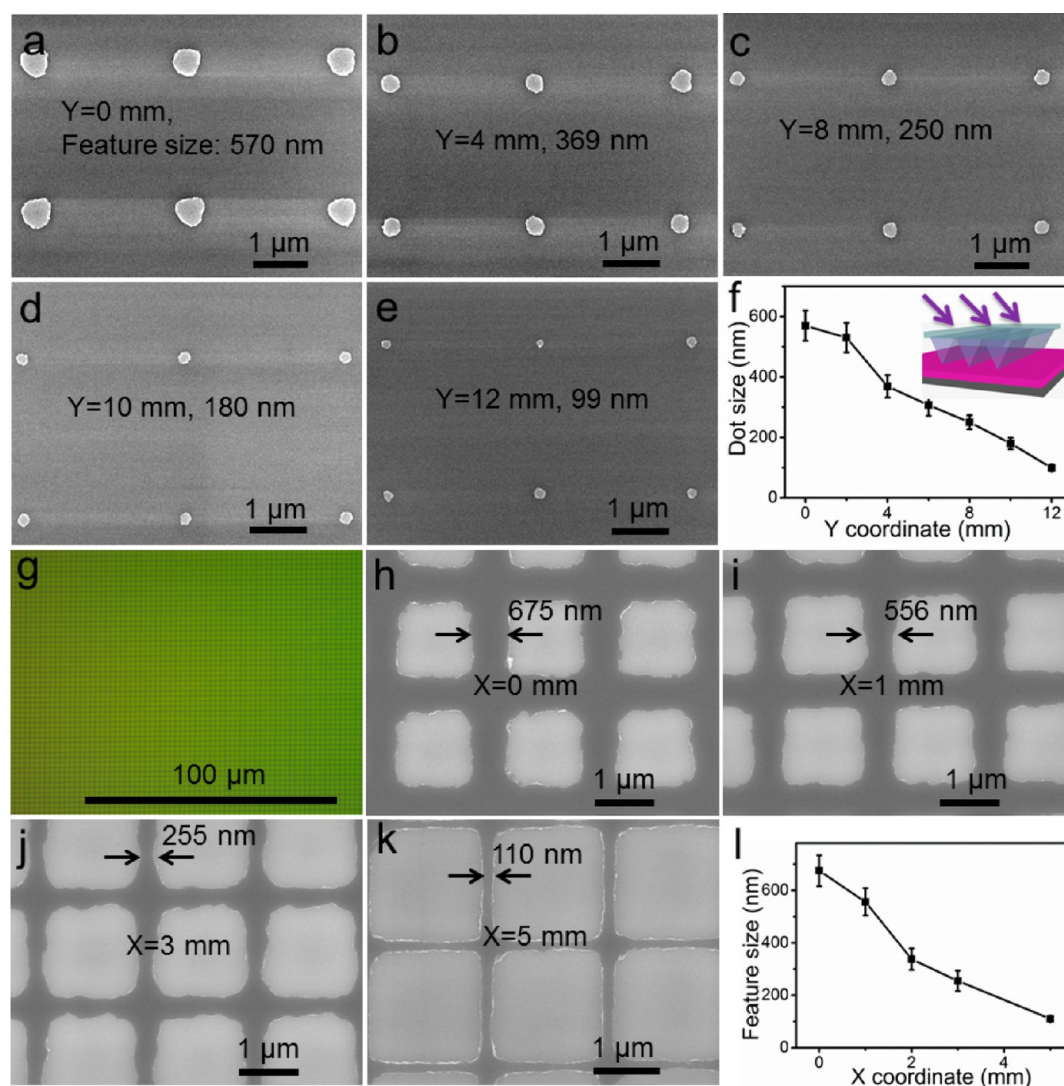 a
Y=0 mm,
Feature size: 570 nm
1 μm
b
Y=4 mm, 369 nm
1 μm
c
Y=8 mm, 250 nm
1 μm
d
Y=10 mm, 180 nm
1 μm
e
Y=12 mm, 99 nm
1 μm
f
Dot size (nm)
600
400
200
0
0 2 4 6 8 10 12
Y coordinate (mm)
g
100 μm
h
675 nm
X=0 mm
1 μm
i
556 nm
X=1 mm
1 μm
j
255 nm
X=3 mm
1 μm
k
110 nm
X=5 mm
1 μm
l
Feature size (nm)
600
400
200
0
0 2 4
X coordinate (mm)